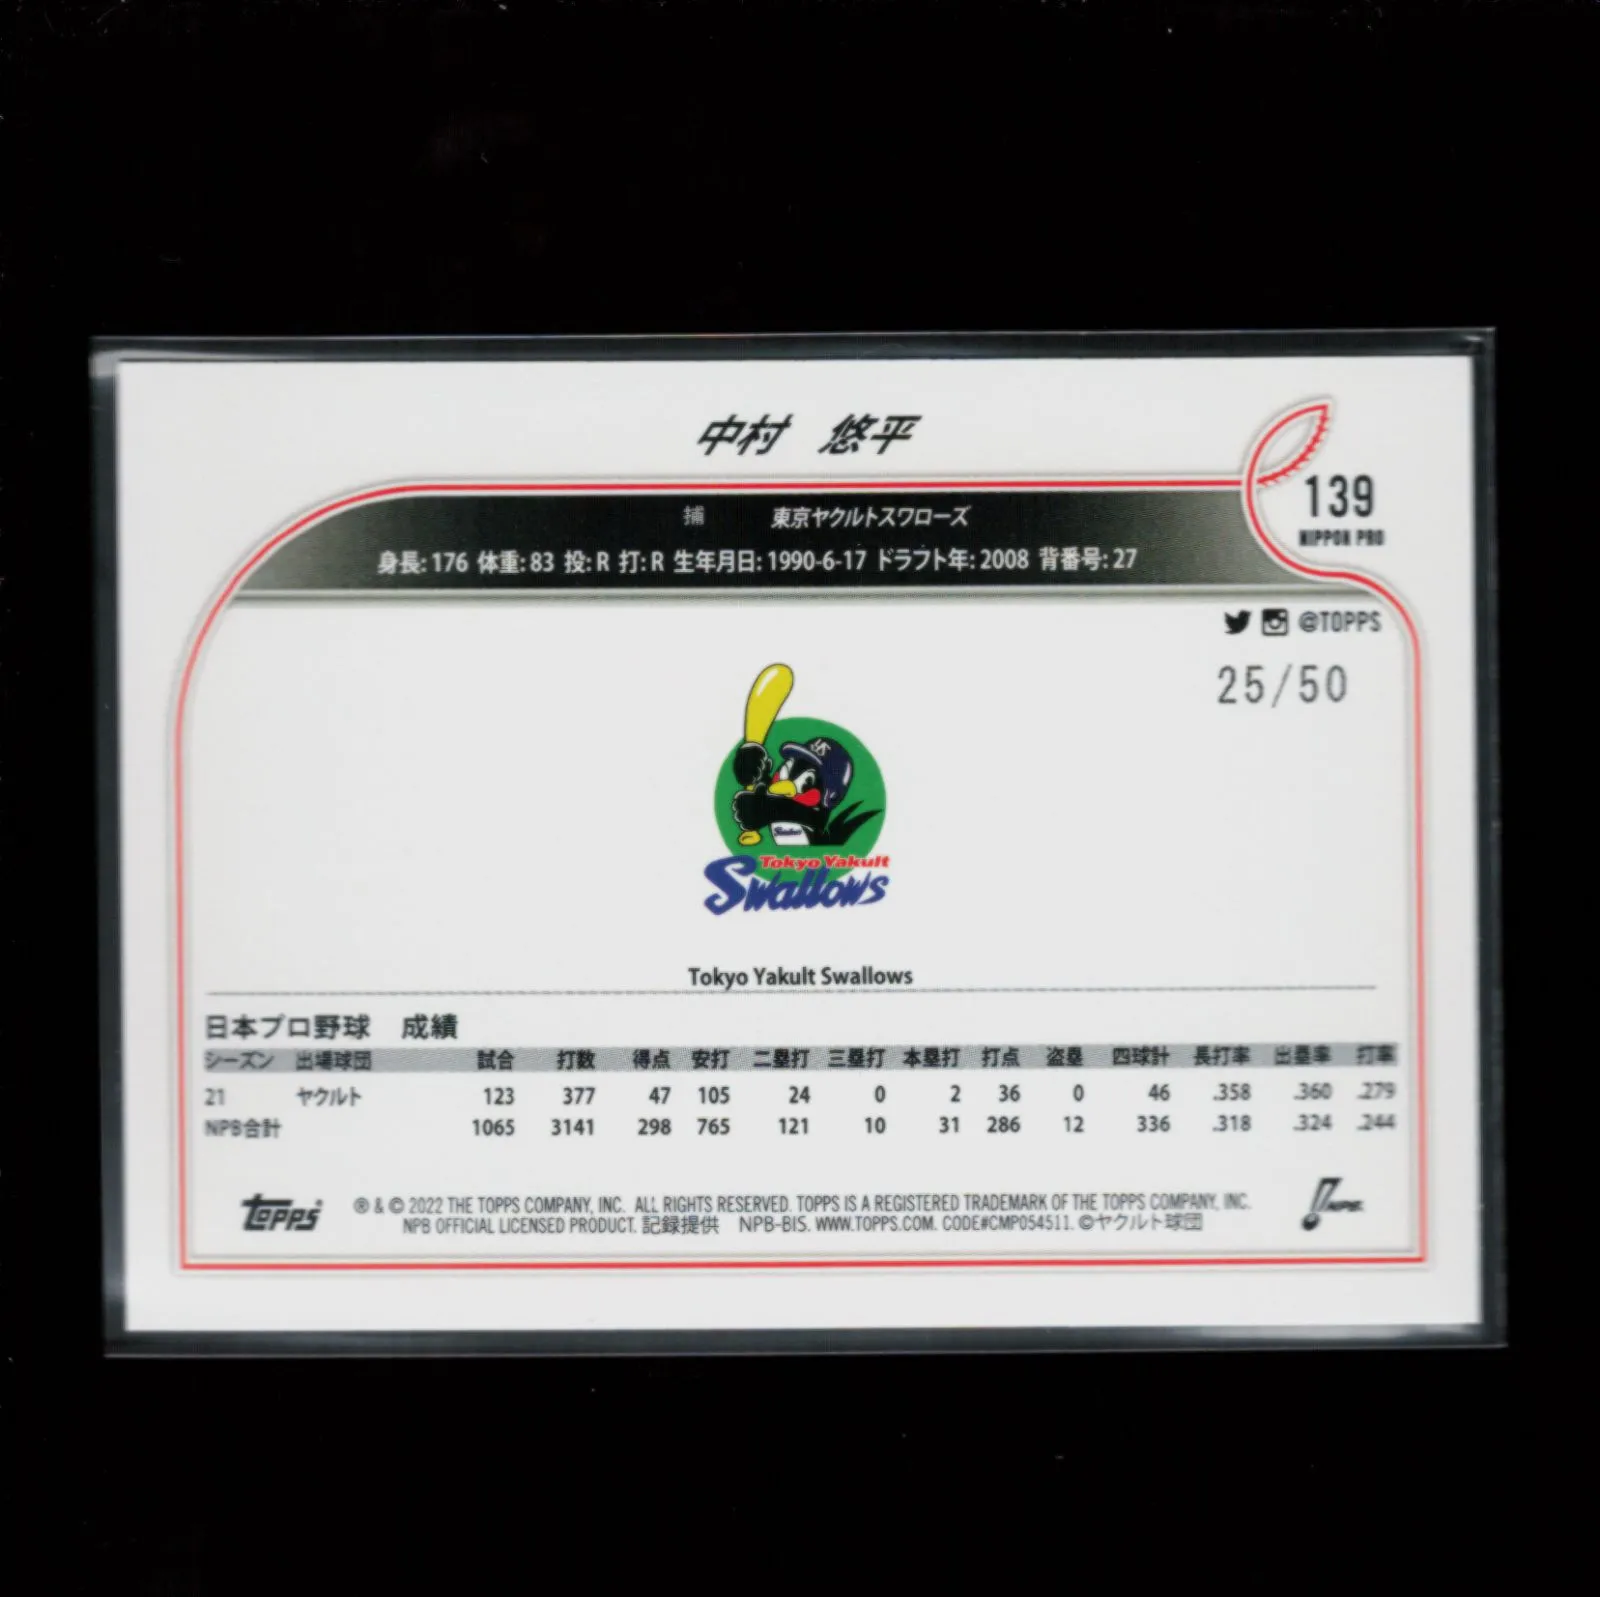 中村 悠平
139
NIPPON PRO
捕 東京ヤクルトスワローズ
身長: 176 体重: 83 投: R 打: R 生年月日: 1990-6-17 ドラフト年: 2008 背番号: 27
@TOPPS
25/50
YS
Swallows
Tokyo Yakult
Swallows
Tokyo Yakult Swallows
日本プロ野球 成績
シーズン 出場球団 試合 打数 得点 安打 二塁打 三塁打 本塁打 打点 盗塁 四球計 長打率 出塁率 打率
21 ヤクルト 123 377 47 105 24 0 2 36 0 46 .358 .360 .279
NPB合計 1065 3141 298 765 121 10 31 286 12 336 .318 .324 .244
Topps ® & © 2022 THE TOPPS COMPANY, INC. ALL RIGHTS RESERVED. TOPPS IS A REGISTERED TRADEMARK OF THE TOPPS COMPANY, INC.
NPB OFFICIAL LICENSED PRODUCT. 記録提供 NPB-BIS. WWW.TOPPS.COM. CODE#CMP054511. ©ヤクルト球団
NPB